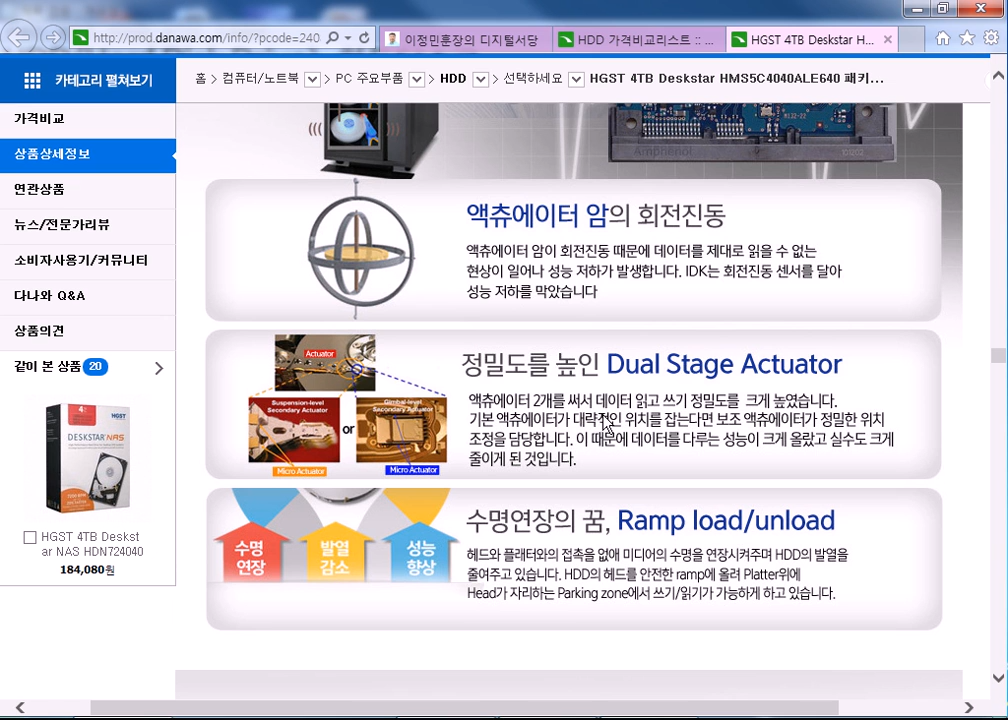 http://prod.danawa.com/info/?pcode=240
이정민훈장의 디지털서당
HDD 가격비교리스트 :: ...
HGST 4TB Deskstar H...
카테고리 펼쳐보기
홈 > 컴퓨터/노트북 > PC 주요부품 > HDD > 선택하세요 HGST 4TB Deskstar HMS5C4040ALE640 패키...
가격비교
상품상세정보
연관상품
뉴스/전문가리뷰
소비자사용기/커뮤니티
다나와 Q&A
상품의견
같이 본 상품 20
HGST
DESKSTAR NAS
HGST 4TB Deskst
ar NAS HDN724040
184,080원
Amphenol
액츄에이터 암의 회전진동
액츄에이터 암이 회전진동 때문에 데이터를 제대로 읽을 수 없는
현상이 일어나 성능 저하가 발생합니다. IDK는 회전진동 센서를 달아
성능 저하를 막았습니다
Actuator
Suspension-level
Secondary Actuator
or
Gimbal-level
Secondary Actuator
Micro Actuator
Micro Actuator
정밀도를 높인 Dual Stage Actuator
액츄에이터 2개를 써서 데이터 읽고 쓰기 정밀도를 크게 높였습니다.
기본 액츄에이터가 대략적인 위치를 잡는다면 보조 액츄에이터가 정밀한 위치
조정을 담당합니다. 이 때문에 데이터를 다루는 성능이 크게 올랐고 실수도 크게
줄이게 된 것입니다.
수명
연장
발열
감소
성능
향상
수명연장의 꿈, Ramp load/unload
헤드와 플래터와의 접촉을 없애 미디어의 수명을 연장시켜주며 HDD의 발열을
줄여주고 있습니다. HDD의 헤드를 안전한 ramp에 올려 Platter위에
Head가 자리하는 Parking zone에서 쓰기/읽기가 가능하게 하고 있습니다.